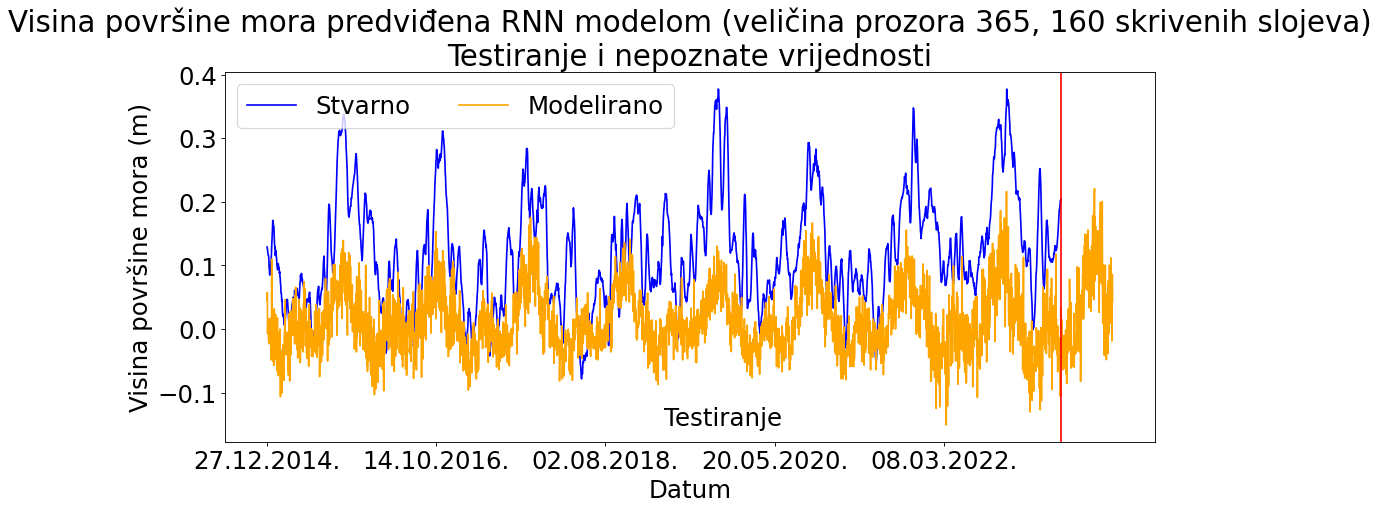 Visina površine mora predviđena RNN modelom (veličina prozora 365, 160 skrivenih slojeva)
Testiranje i nepoznate vrijednosti
Stvarno
Modelirano
Visina površine mora (m)
0.4
0.3
0.2
0.1
0.0
−0.1
Testiranje
27.12.2014.
14.10.2016.
02.08.2018.
20.05.2020.
08.03.2022.
Datum